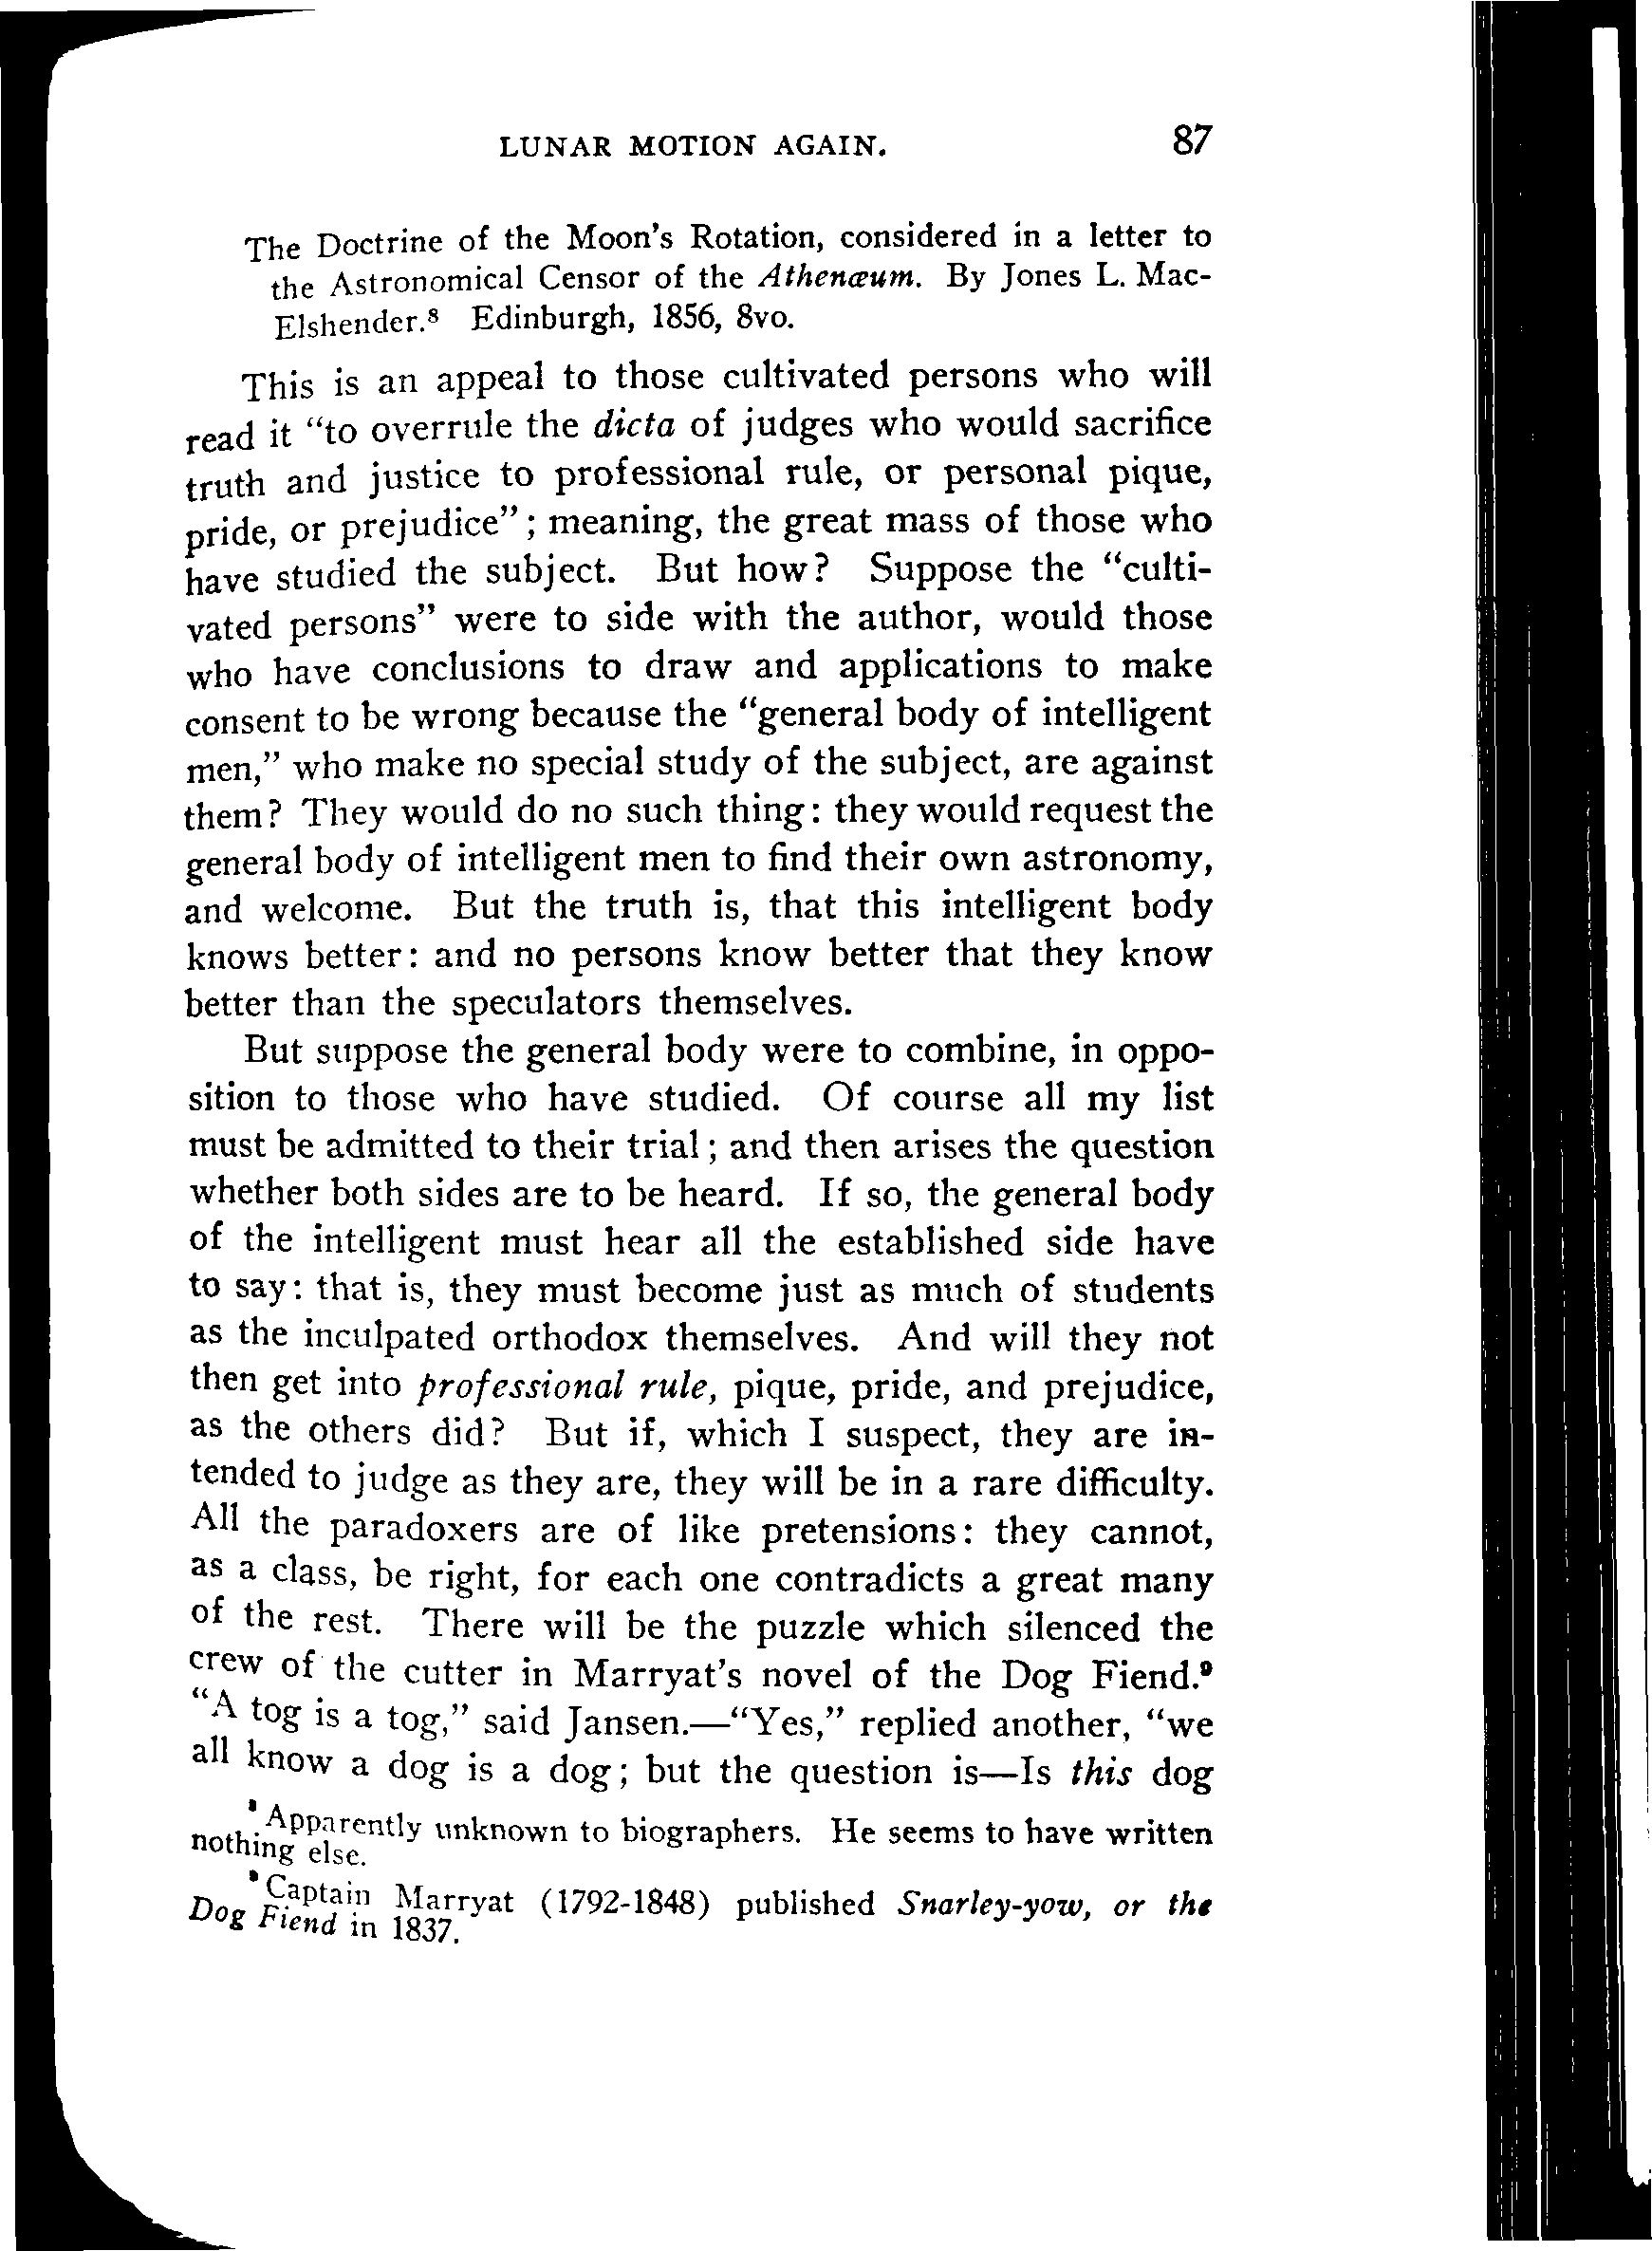 LUNAR MOTION AGAIN. 87
The Doctrine of the Moon's Rotation, considered in a letter to
the Astronomical Censor of the Athenæum. By Jones L. Mac-
Elshender.⁸ Edinburgh, 1856, 8vo.
This is an appeal to those cultivated persons who will
read it "to overrule the dicta of judges who would sacrifice
truth and justice to professional rule, or personal pique,
pride, or prejudice"; meaning, the great mass of those who
have studied the subject. But how? Suppose the "culti-
vated persons" were to side with the author, would those
who have conclusions to draw and applications to make
consent to be wrong because the "general body of intelligent
men," who make no special study of the subject, are against
them? They would do no such thing: they would request the
general body of intelligent men to find their own astronomy,
and welcome. But the truth is, that this intelligent body
knows better: and no persons know better that they know
better than the speculators themselves.
But suppose the general body were to combine, in oppo-
sition to those who have studied. Of course all my list
must be admitted to their trial; and then arises the question
whether both sides are to be heard. If so, the general body
of the intelligent must hear all the established side have
to say: that is, they must become just as much of students
as the inculpated orthodox themselves. And will they not
then get into professional rule, pique, pride, and prejudice,
as the others did? But if, which I suspect, they are in-
tended to judge as they are, they will be in a rare difficulty.
All the paradoxers are of like pretensions: they cannot,
as a class, be right, for each one contradicts a great many
of the rest. There will be the puzzle which silenced the
crew of the cutter in Marryat's novel of the Dog Fiend.⁹
"A tog is a tog," said Jansen.—"Yes," replied another, "we
all know a dog is a dog; but the question is—Is this dog
⁸ Apparently unknown to biographers. He seems to have written
nothing else.
⁹ Captain Marryat (1792-1848) published Snarley-yow, or the
Dog Fiend in 1837.